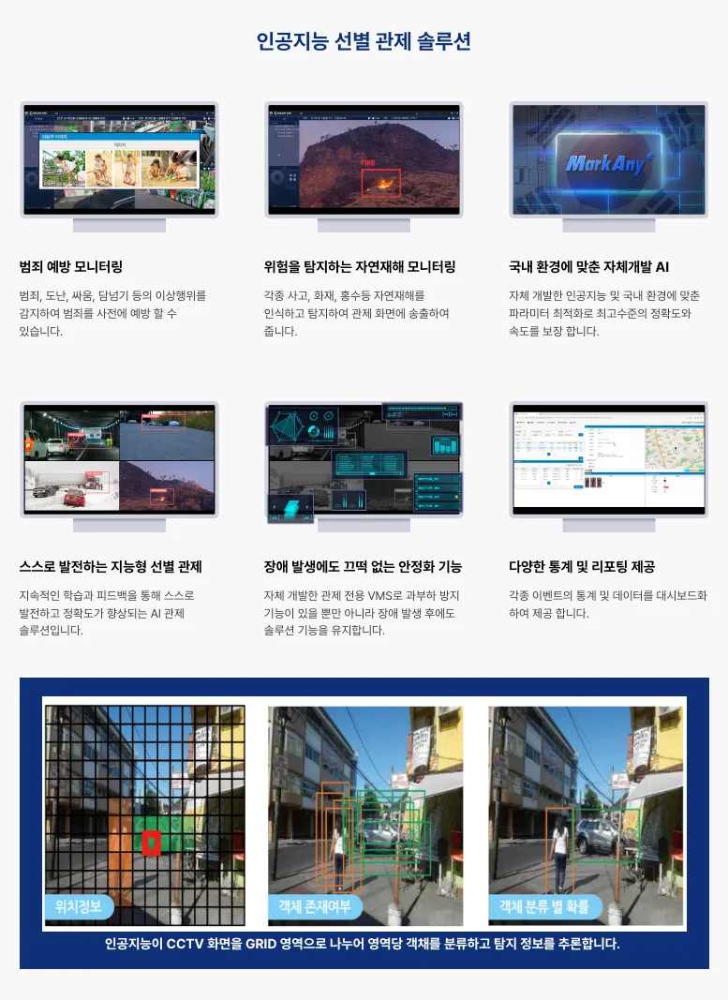 인공지능 선별 관제 솔루션
이미지
FIRE
MarkAny
범죄 예방 모니터링
위험을 탐지하는 자연재해 모니터링
국내 환경에 맞춘 자체개발 AI
범죄, 도난, 싸움, 담넘기 등의 이상행위를
감지하여 범죄를 사전에 예방 할 수
있습니다.
각종 사고, 화재, 홍수등 자연재해를
인식하고 탐지하여 관제 화면에 송출하여
줍니다.
자체 개발한 인공지능 및 국내 환경에 맞춘
파라미터 최적화로 최고수준의 정확도와
속도를 보장 합니다.
스스로 발전하는 지능형 선별 관제
장애 발생에도 끄떡 없는 안정화 기능
다양한 통계 및 리포팅 제공
지속적인 학습과 피드백을 통해 스스로
발전하고 정확도가 향상되는 AI 관제
솔루션입니다.
자체 개발한 관제 전용 VMS로 과부하 방지
기능이 있을 뿐만 아니라 장애 발생 후에도
솔루션 기능을 유지합니다.
각종 이벤트의 통계 및 데이터를 대시보드화
하여 제공 합니다.
위치정보
객체 존재여부
객체 분류 별 확률
인공지능이 CCTV 화면을 GRID 영역으로 나누어 영역당 객채를 분류하고 탐지 정보를 추론합니다.